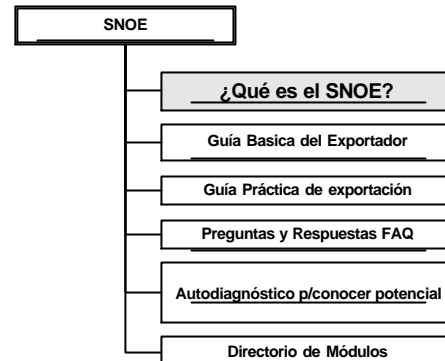 SNOE
¿Qué es el SNOE?
Guía Basica del Exportador
Guía Práctica de exportación
Preguntas y Respuestas FAQ
Autodiagnóstico p/conocer potencial
Directorio de Módulos